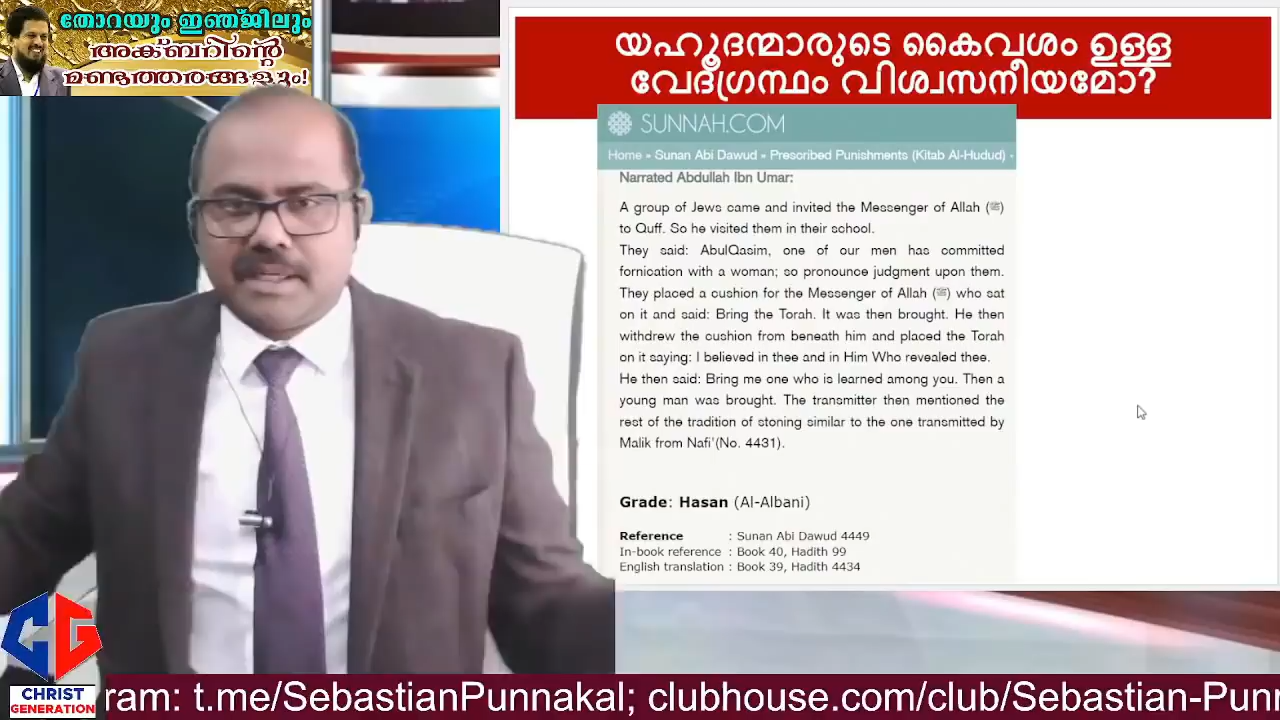 തോറയും ഇഞ്ജീലും
അക്ബറിന്റെ
മണ്ടത്തരങ്ങളും!
യഹൂദന്മാരുടെ കൈവശം ഉള്ള
വേദഗ്രന്ഥം വിശ്വസനീയമോ?
SUNNAH.COM
Home » Sunan Abi Dawud » Prescribed Punishments (Kitab Al-Hudud) ·
Narrated Abdullah Ibn Umar:
A group of Jews came and invited the Messenger of Allah (ﷺ)
to Quff. So he visited them in their school.
They said: AbulQasim, one of our men has committed
fornication with a woman; so pronounce judgment upon them.
They placed a cushion for the Messenger of Allah (ﷺ) who sat
on it and said: Bring the Torah. It was then brought. He then
withdrew the cushion from beneath him and placed the Torah
on it saying: I believed in thee and in Him Who revealed thee.
He then said: Bring me one who is learned among you. Then a
young man was brought. The transmitter then mentioned the
rest of the tradition of stoning similar to the one transmitted by
Malik from Nafi'(No. 4431).
Grade: Hasan (Al-Albani)
Reference : Sunan Abi Dawud 4449
In-book reference : Book 40, Hadith 99
English translation : Book 39, Hadith 4434
CG
CHRIST
GENERATION
ram: t.me/SebastianPunnakal; clubhouse.com/club/Sebastian-Punn